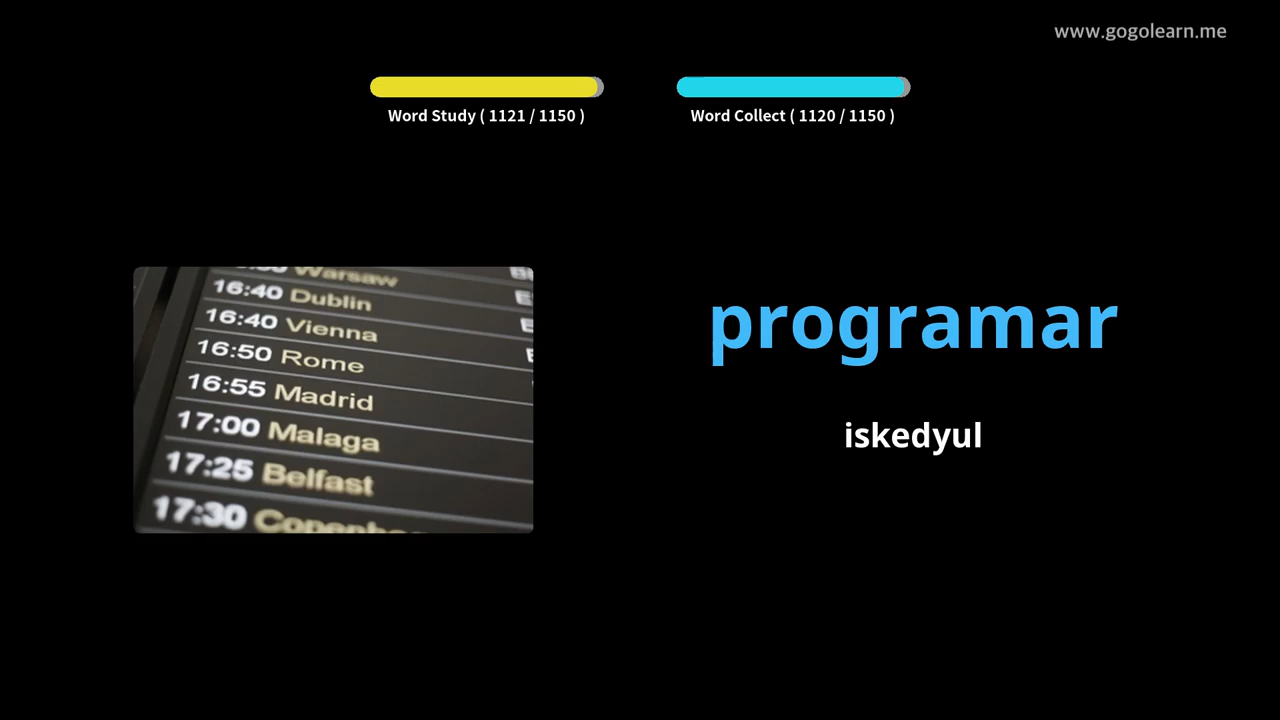 www.gogolearn.me
Word Study ( 1121 / 1150 )
Word Collect ( 1120 / 1150 )
Warsaw
16:40 Dublin
16:40 Vienna
16:50 Rome
16:55 Madrid
17:00 Malaga
17:25 Belfast
17:30
programar
iskedyul